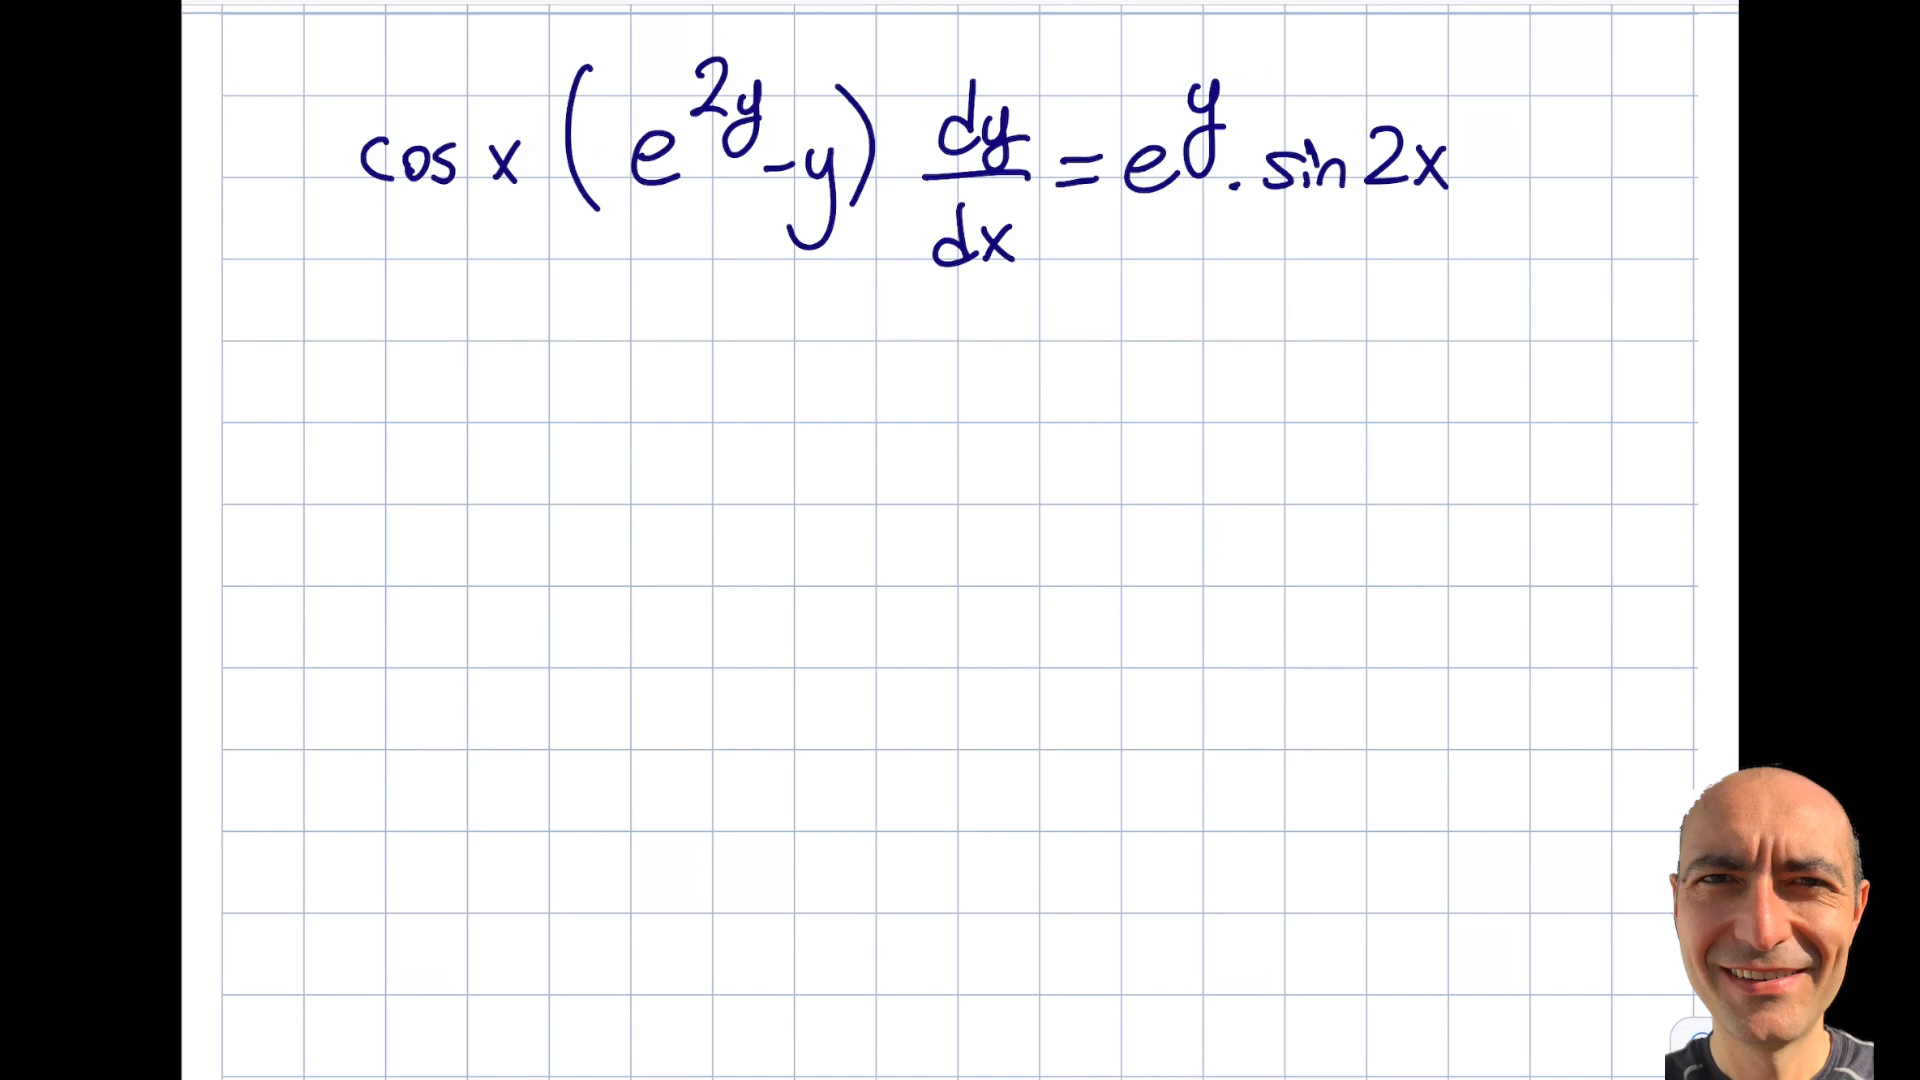 cos x (e^{2y} - y) dy/dx = e^y . sin 2x